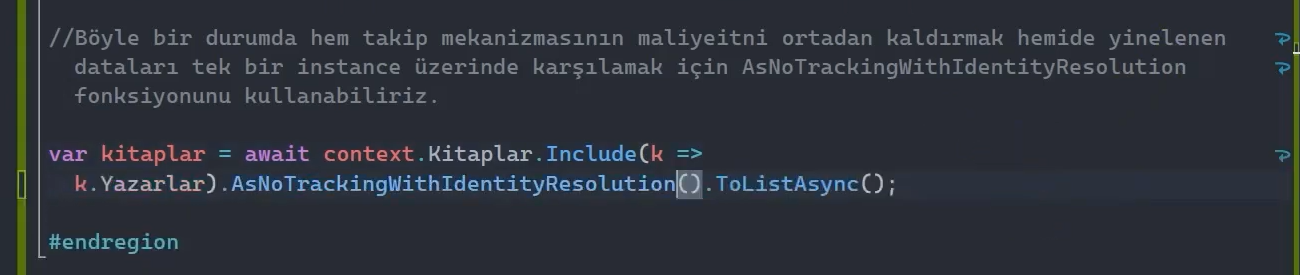 //Böyle bir durumda hem takip mekanizmasının maliyeitni ortadan kaldırmak hemide yinelenen
dataları tek bir instance üzerinde karşılamak için AsNoTrackingWithIdentityResolution
fonksiyonunu kullanabiliriz.
var kitaplar = await context.Kitaplar.Include(k =>
k.Yazarlar).AsNoTrackingWithIdentityResolution().ToListAsync();
#endregion